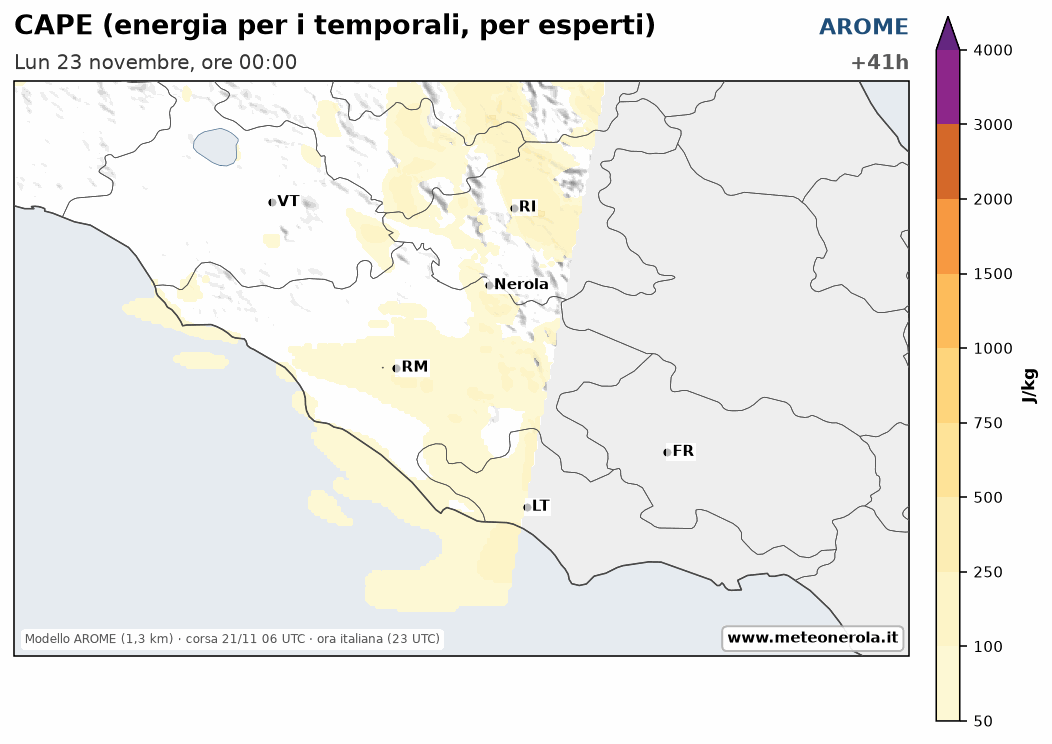 CAPE (energia per i temporali, per esperti)
AROME
Lun 23 novembre, ore 00:00
+41h
VT
RI
Nerola
RM
FR
LT
Modello AROME (1,3 km) · corsa 21/11 06 UTC · ora italiana (23 UTC)
www.meteonerola.it
4000
3000
2000
1500
1000
750
500
250
100
50
J/kg